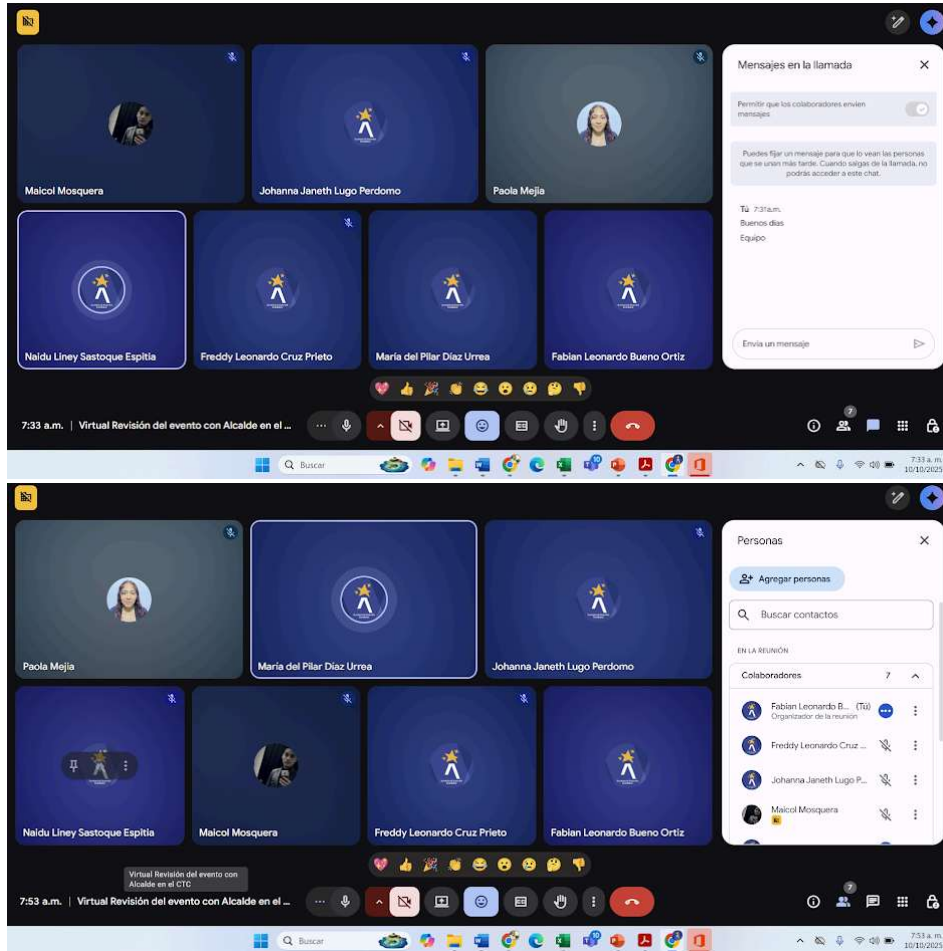 Mensajes en la llamada
Permitir que los colaboradores envíen
mensajes
Puedes fijar un mensaje para que lo vean las personas
que se unan más tarde. Cuando salgas de la llamada, no
podrás acceder a este chat.
Tú 7:31a.m.
Buenos días
Equipo
Envía un mensaje
Maicol Mosquera
Johanna Janeth Lugo Perdomo
Paola Mejia
Naidu Liney Sastoque Espitia
Freddy Leonardo Cruz Prieto
María del Pilar Díaz Urrea
Fabian Leonardo Bueno Ortiz
7:33 a.m. | Virtual Revisión del evento con Alcalde en el ...
7
Buscar
10
7:33 a. m.
10/10/2025
Personas
Agregar personas
Buscar contactos
EN LA REUNIÓN
Colaboradores 7
Fabian Leonardo B... (Tú)
Organizador de la reunión
Freddy Leonardo Cruz ...
Johanna Janeth Lugo P...
Maicol Mosquera
Paola Mejia
María del Pilar Díaz Urrea
Johanna Janeth Lugo Perdomo
Naidu Liney Sastoque Espitia
Maicol Mosquera
Freddy Leonardo Cruz Prieto
Fabian Leonardo Bueno Ortiz
Virtual Revisión del evento con
Alcalde en el CTC
7:53 a.m. | Virtual Revisión del evento con Alcalde en el ...
7
Buscar
10
7:53 a. m.
10/10/2025